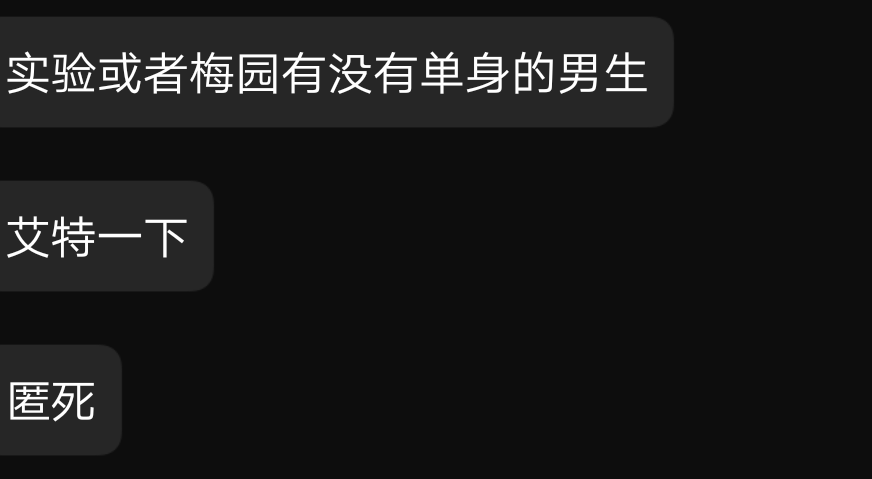 实验或者梅园有没有单身的男生
艾特一下
匿死